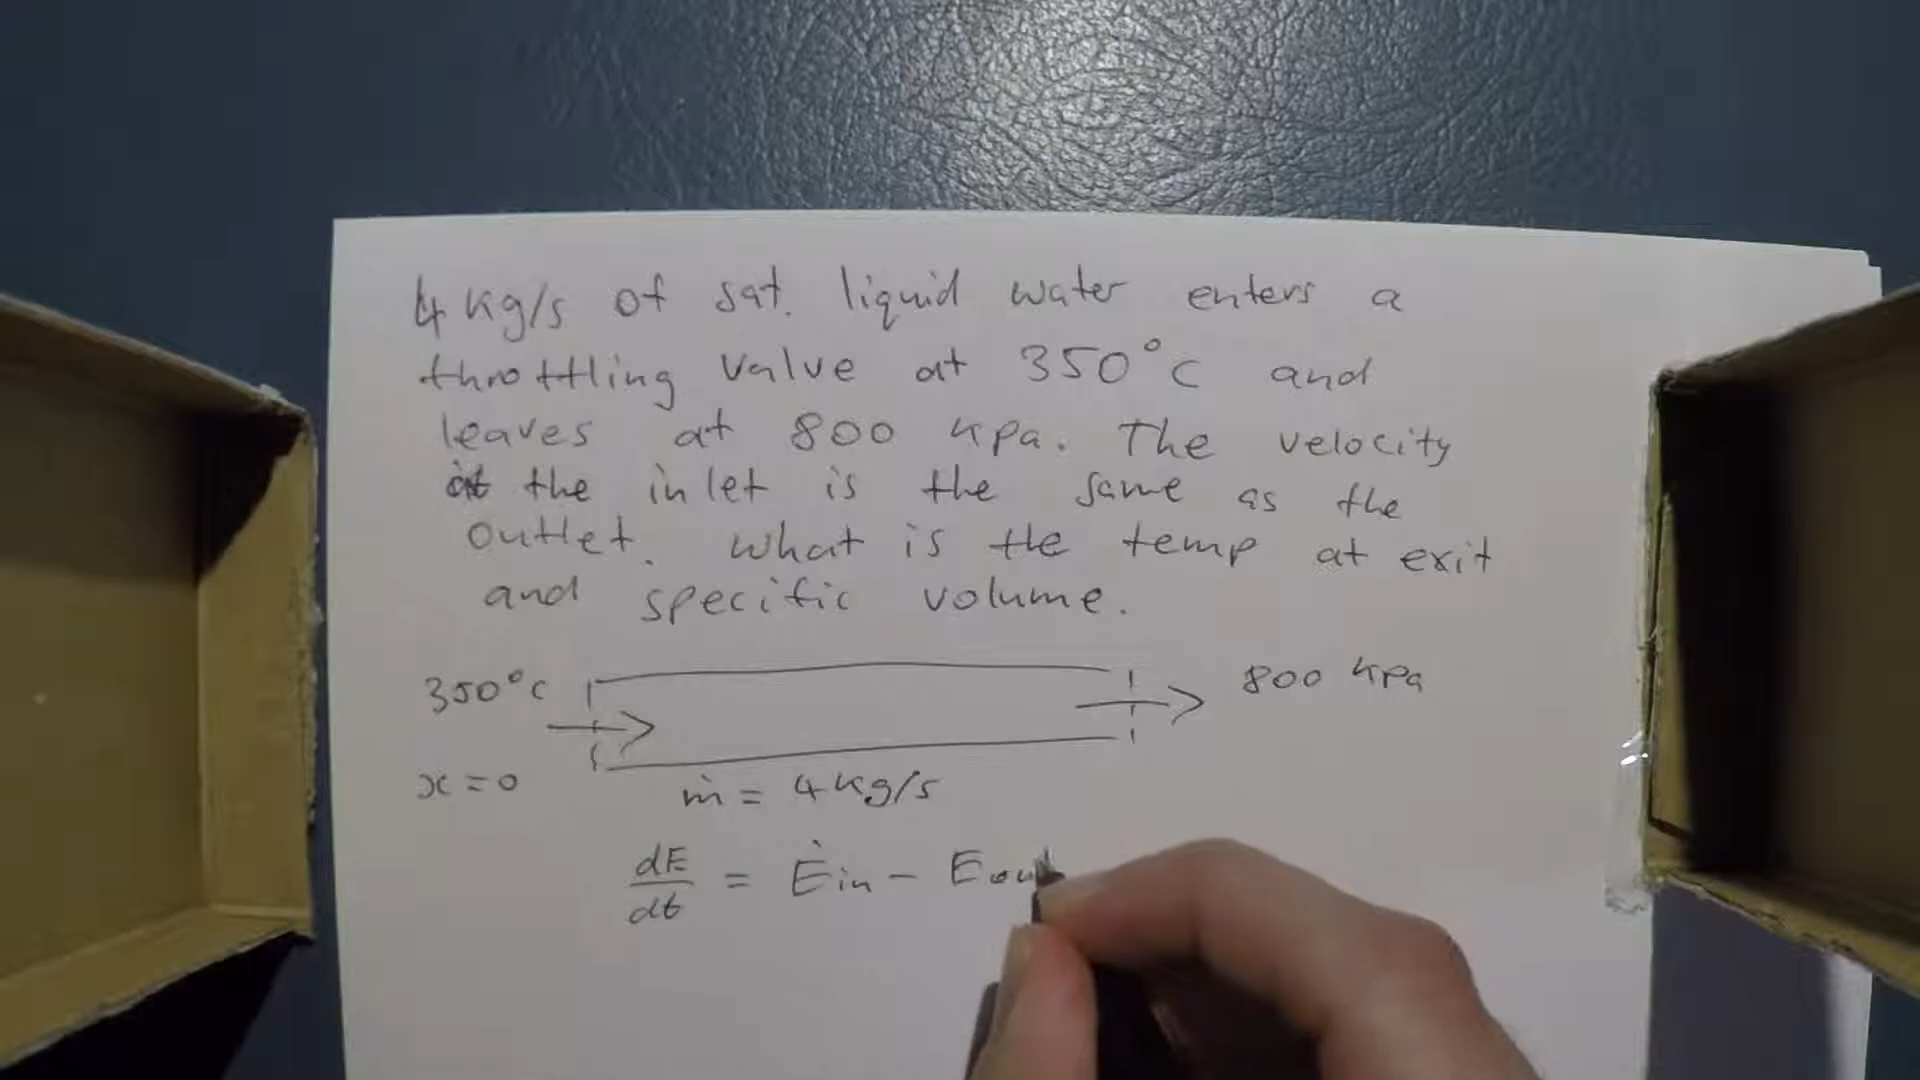 4 kg/s of sat. liquid water enters a
throttling valve at 350°C and
leaves at 800 kpa. The velocity
at the inlet is the same as the
outlet. what is the temp at exit
and specific volume.
350°C
800 kpa
x = 0
ṁ = 4kg/s
dE/dt = Ėin - Eout